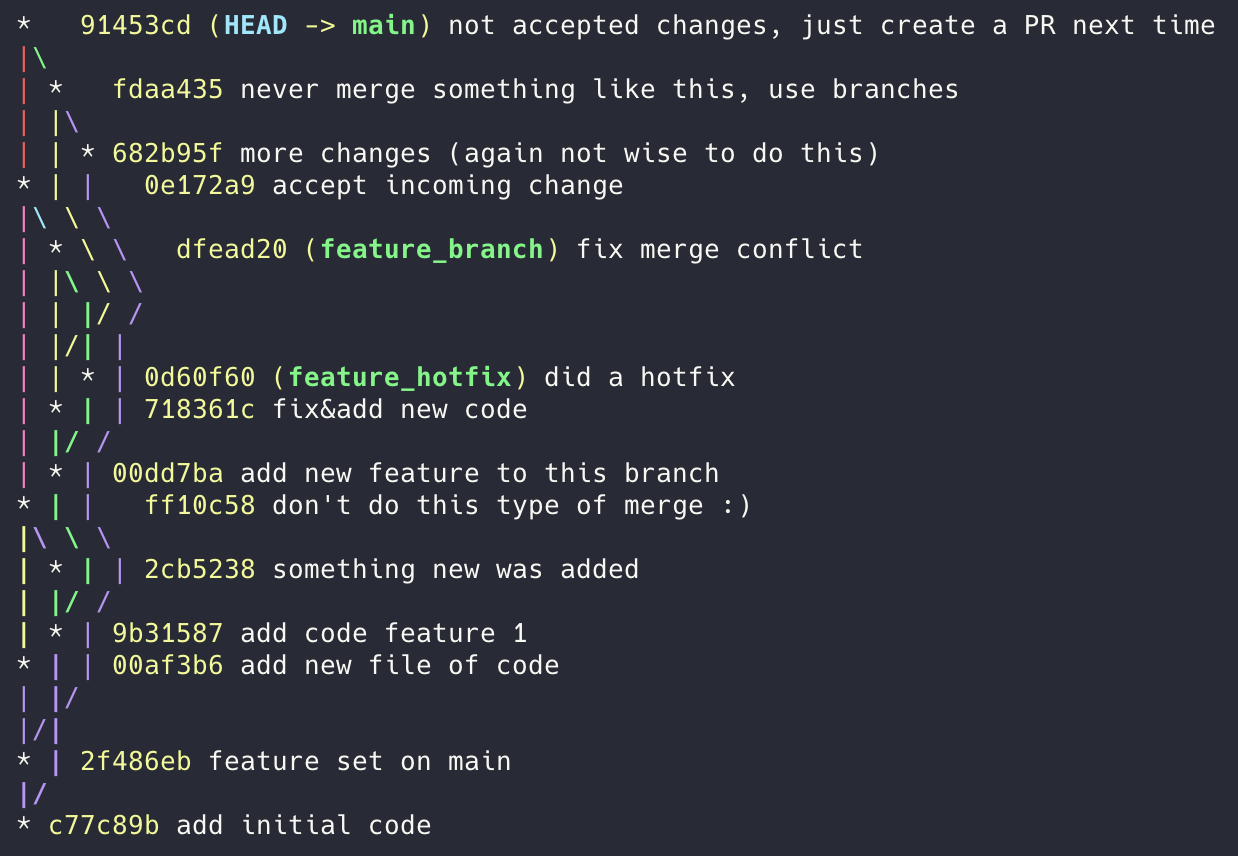 *   91453cd (HEAD -> main) not accepted changes, just create a PR next time
|\
| *   fdaa435 never merge something like this, use branches
| |\
| | * 682b95f more changes (again not wise to do this)
* | |   0e172a9 accept incoming change
|\ \ \
| * \ \   dfead20 (feature_branch) fix merge conflict
| |\ \ \
| | |/ /
| |/| |
| | * | 0d60f60 (feature_hotfix) did a hotfix
| * | | 718361c fix&add new code
| |/ /
| * | 00dd7ba add new feature to this branch
* | |   ff10c58 don't do this type of merge :)
|\ \ \
| * | | 2cb5238 something new was added
| |/ /
| * | 9b31587 add code feature 1
* | | 00af3b6 add new file of code
| |/
|/|
* | 2f486eb feature set on main
|/
* c77c89b add initial code